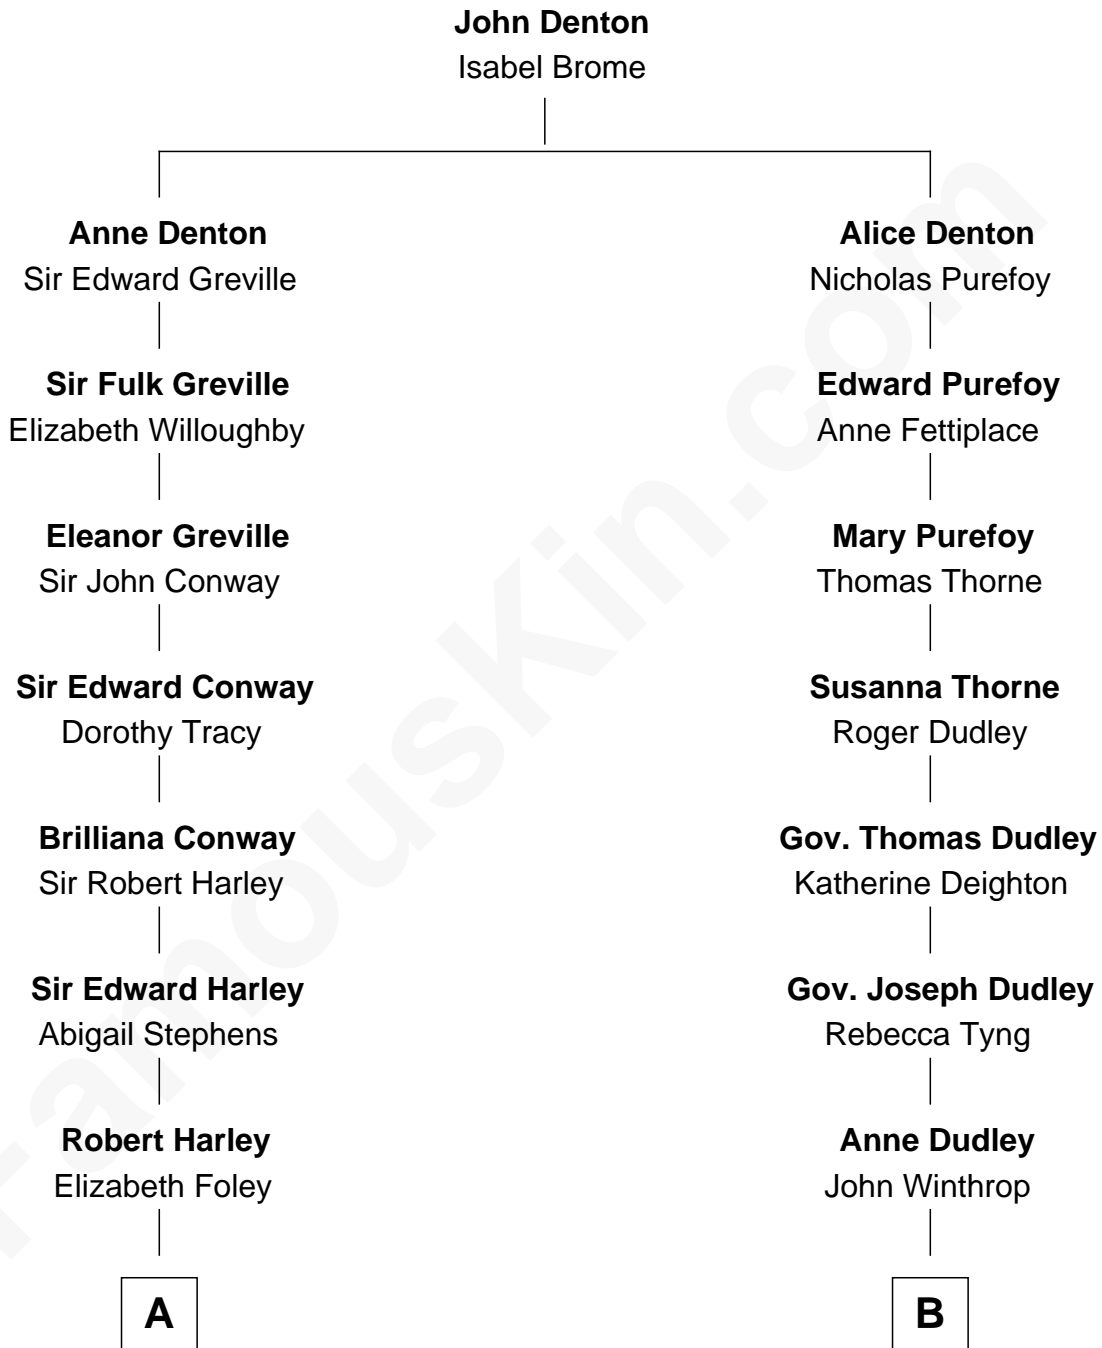 John Denton
Isabel Brome
Anne Denton
Sir Edward Greville
Alice Denton
Nicholas Purefoy
Sir Fulk Greville
Elizabeth Willoughby
Edward Purefoy
Anne Fettiplace
Eleanor Greville
Sir John Conway
Mary Purefoy
Thomas Thorne
Sir Edward Conway
Dorothy Tracy
Susanna Thorne
Roger Dudley
Brilliana Conway
Sir Robert Harley
Gov. Thomas Dudley
Katherine Deighton
Sir Edward Harley
Abigail Stephens
Gov. Joseph Dudley
Rebecca Tyng
Robert Harley
Elizabeth Foley
Anne Dudley
John Winthrop
A
B
FamousKin.com